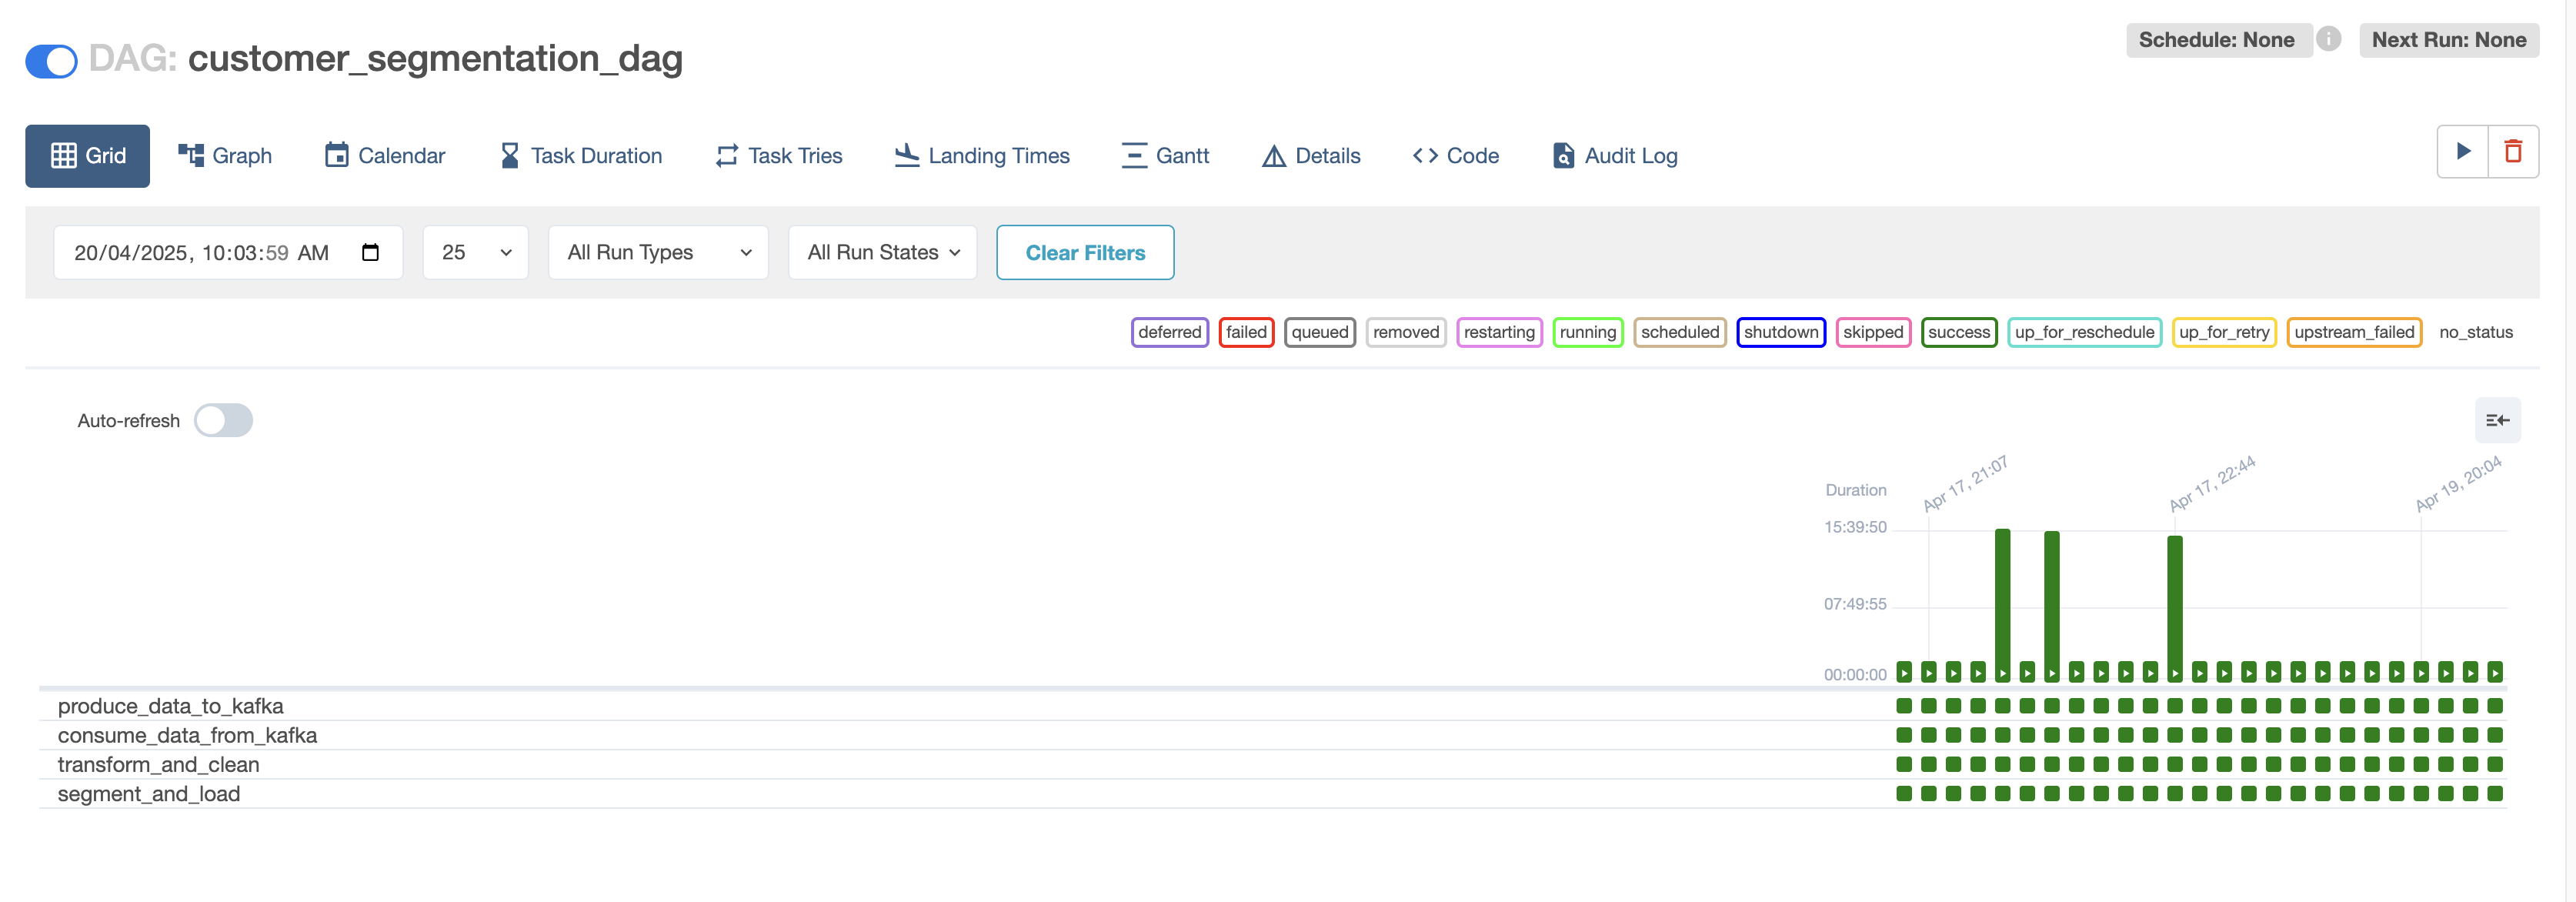 DAG: customer_segmentation_dag
Schedule: None
Next Run: None
Grid
Graph
Calendar
Task Duration
Task Tries
Landing Times
Gantt
Details
Code
Audit Log
20/04/2025, 10:03:59 AM
25
All Run Types
All Run States
Clear Filters
deferred
failed
queued
removed
restarting
running
scheduled
shutdown
skipped
success
up_for_reschedule
up_for_retry
upstream_failed
no_status
Auto-refresh
Duration
Apr 17, 21:07
Apr 17, 22:44
Apr 19, 20:04
15:39:50
07:49:55
00:00:00
produce_data_to_kafka
consume_data_from_kafka
transform_and_clean
segment_and_load